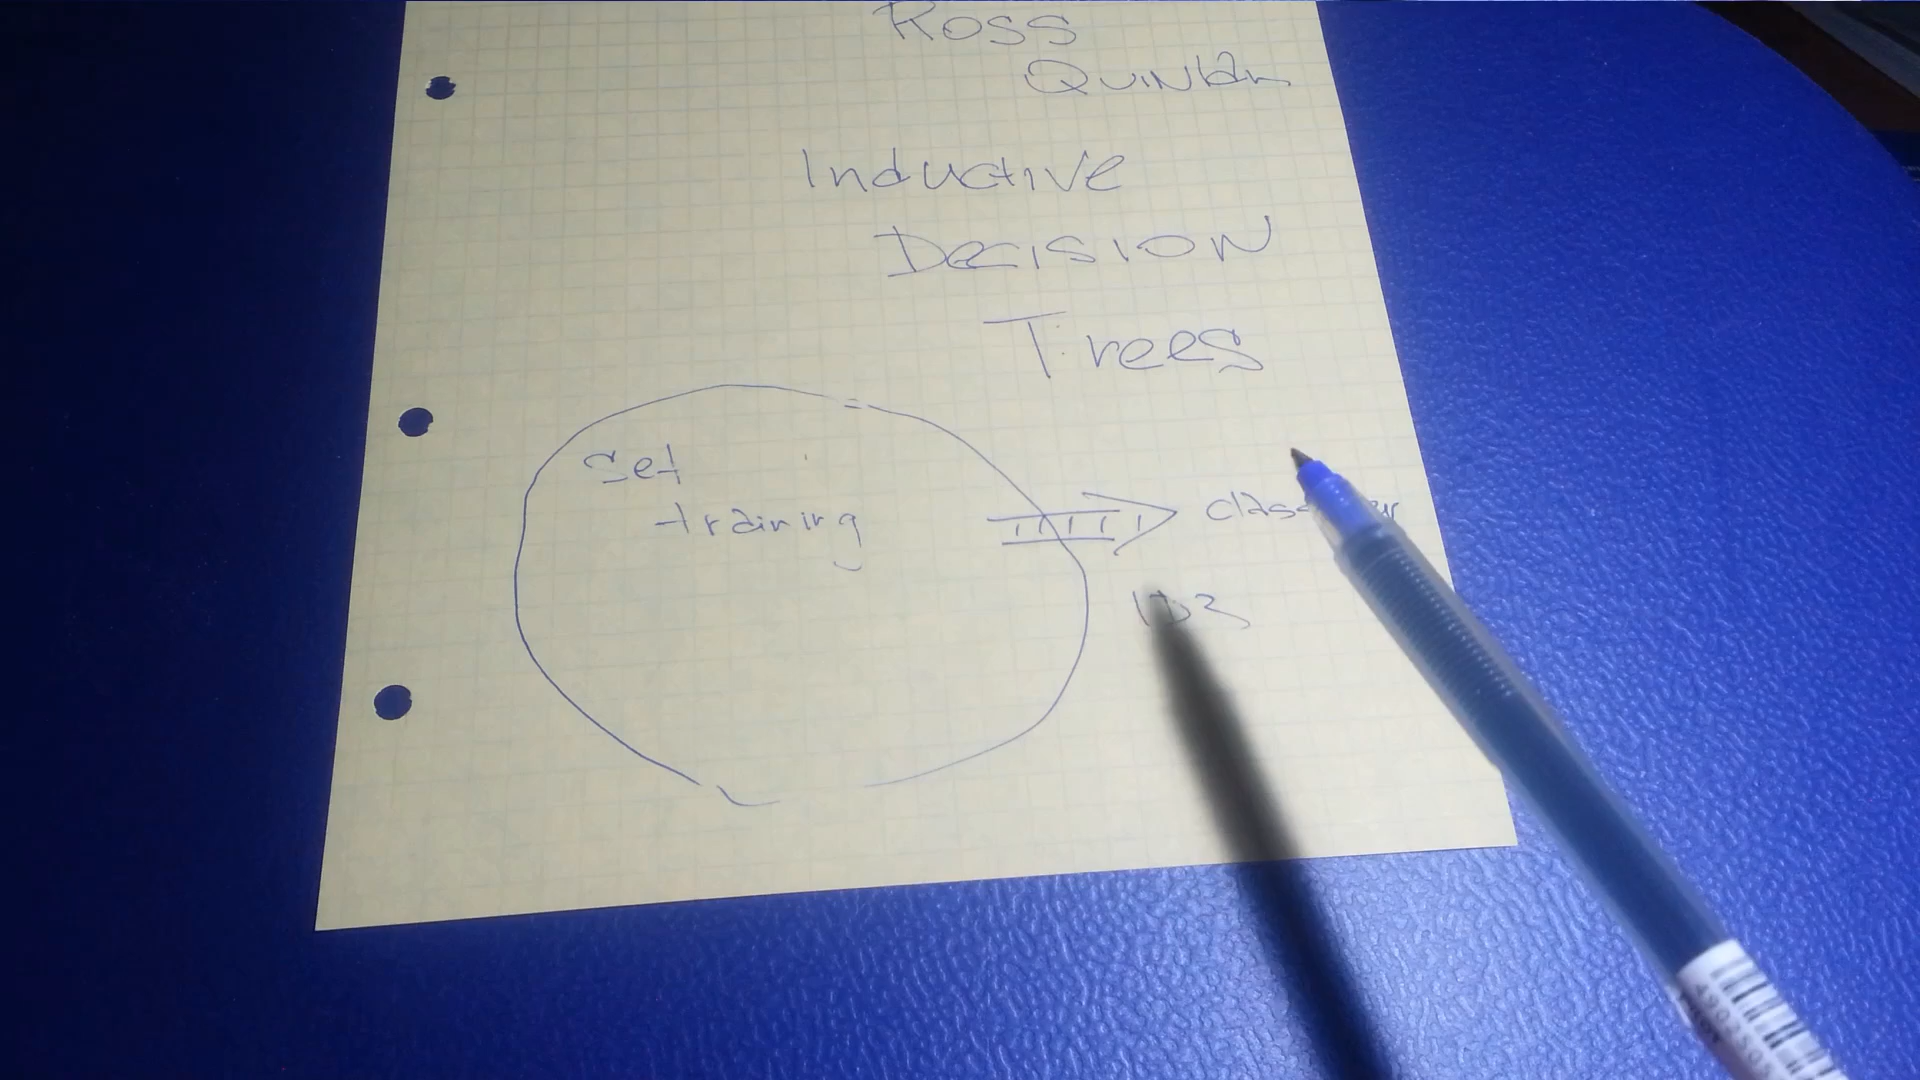 Ross
Quinlan
Inductive
Decision
Trees
Set
training
ID3